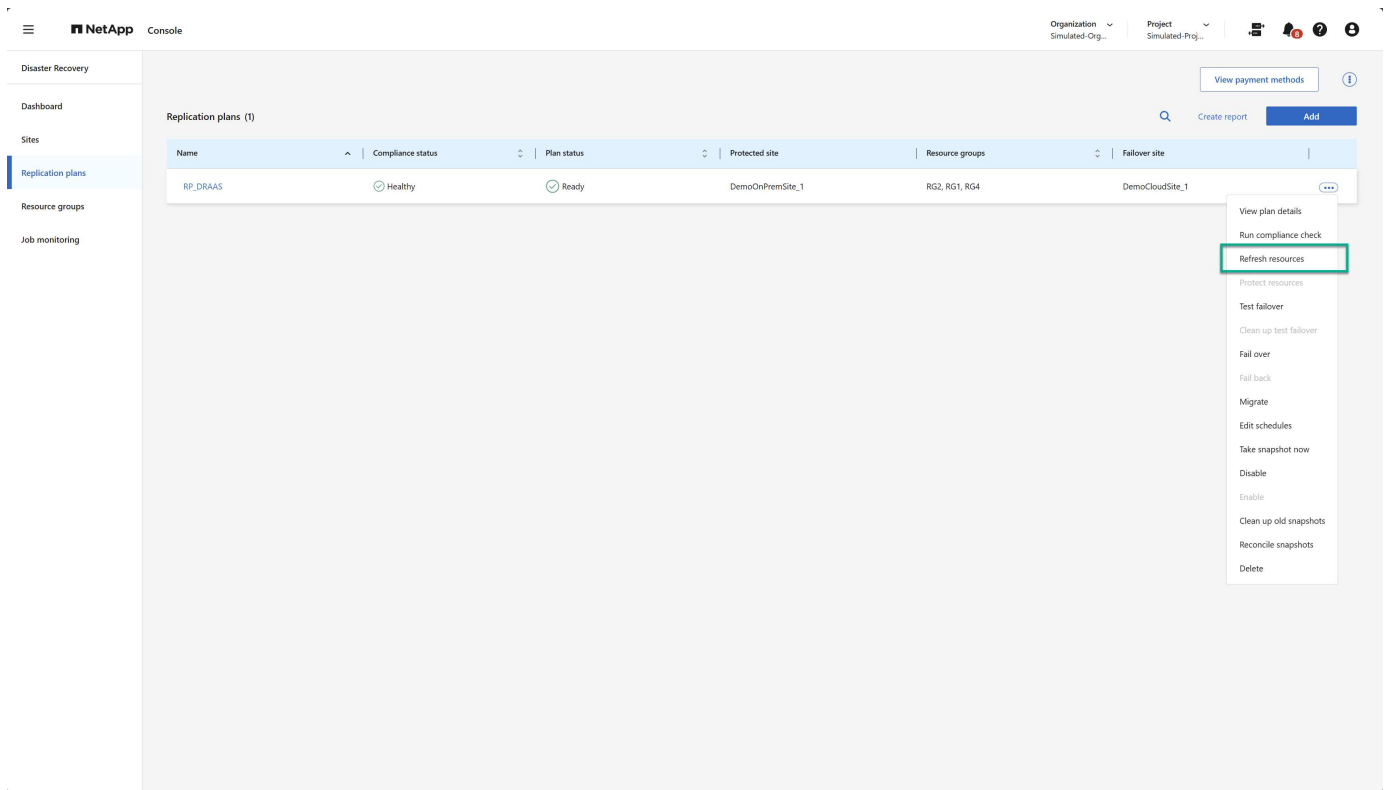 NetApp Console
Organization
Simulated-Org...
Project
Simulated-Proj...
8
?
Disaster Recovery
Dashboard
Sites
Replication plans
Resource groups
Job monitoring
View payment methods
Replication plans (1)
Create report
Add
Name Compliance status Plan status Protected site Resource groups Failover site
RP_DRAAS Healthy Ready DemoOnPremSite_1 RG2, RG1, RG4 DemoCloudSite_1
View plan details
Run compliance check
Refresh resources
Protect resources
Test failover
Clean up test failover
Fail over
Fail back
Migrate
Edit schedules
Take snapshot now
Disable
Enable
Clean up old snapshots
Reconcile snapshots
Delete